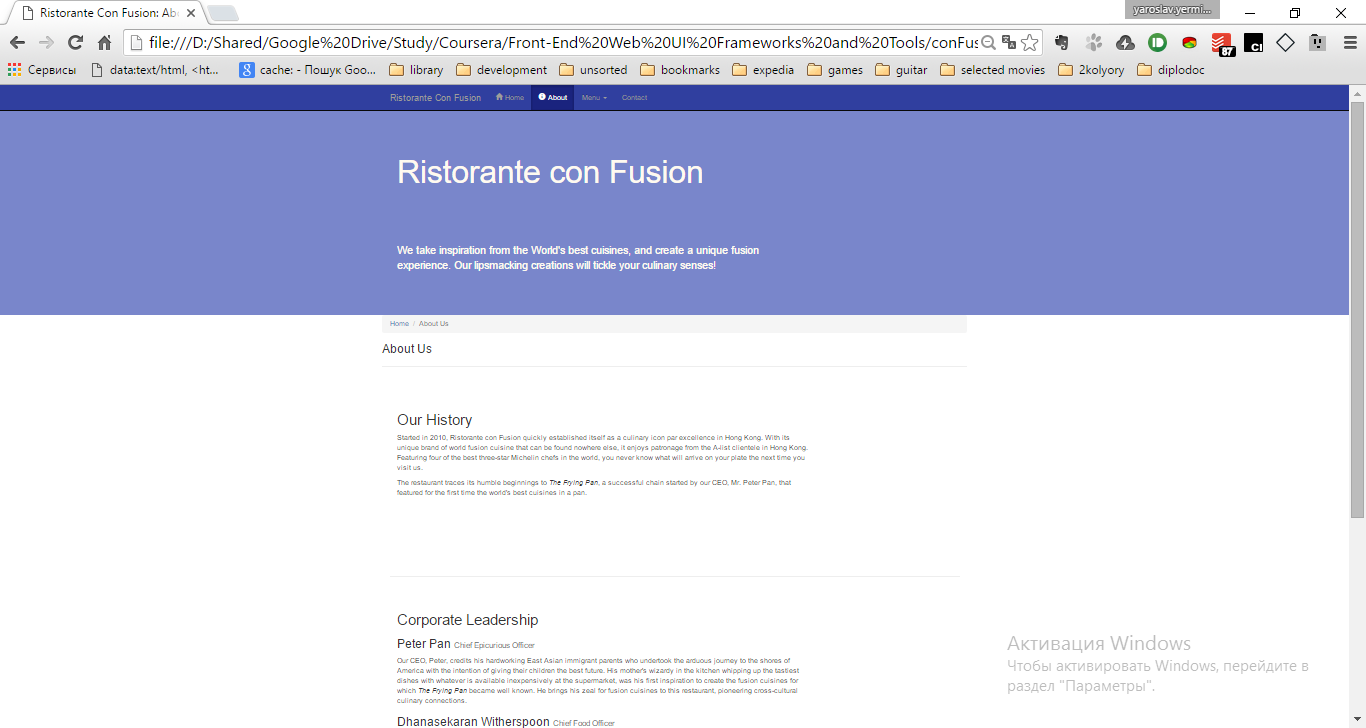 Ristorante Con Fusion: Ab
yaroslav.yermi...
file:///D:/Shared/Google%20Drive/Study/Coursera/Front-End%20Web%20UI%20Frameworks%20and%20Tools/conFus
87
Сервисы data:text/html, <ht... cache: - Пошук Goo... library development unsorted bookmarks expedia games guitar selected movies 2kolyory diplodoc
Ristorante Con Fusion Home About Menu Contact
Ristorante con Fusion
We take inspiration from the World's best cuisines, and create a unique fusion
experience. Our lipsmacking creations will tickle your culinary senses!
Home / About Us
About Us
Our History
Started in 2010, Ristorante con Fusion quickly established itself as a culinary icon par excellence in Hong Kong. With its
unique brand of world fusion cuisine that can be found nowhere else, it enjoys patronage from the A-list clientele in Hong Kong.
Featuring four of the best three-star Michelin chefs in the world, you never know what will arrive on your plate the next time you
visit us.
The restaurant traces its humble beginnings to The Frying Pan, a successful chain started by our CEO, Mr. Peter Pan, that
featured for the first time the world's best cuisines in a pan.
Corporate Leadership
Peter Pan Chief Epicurious Officer
Our CEO, Peter, credits his hardworking East Asian immigrant parents who undertook the arduous journey to the shores of
America with the intention of giving their children the best future. His mother's wizardy in the kitchen whipping up the tastiest
dishes with whatever is available inexpensively at the supermarket, was his first inspiration to create the fusion cuisines for
which The Frying Pan became well known. He brings his zeal for fusion cuisines to this restaurant, pioneering cross-cultural
culinary connections.
Dhanasekaran Witherspoon Chief Food Officer
Активация Windows
Чтобы активировать Windows, перейдите в
раздел "Параметры".